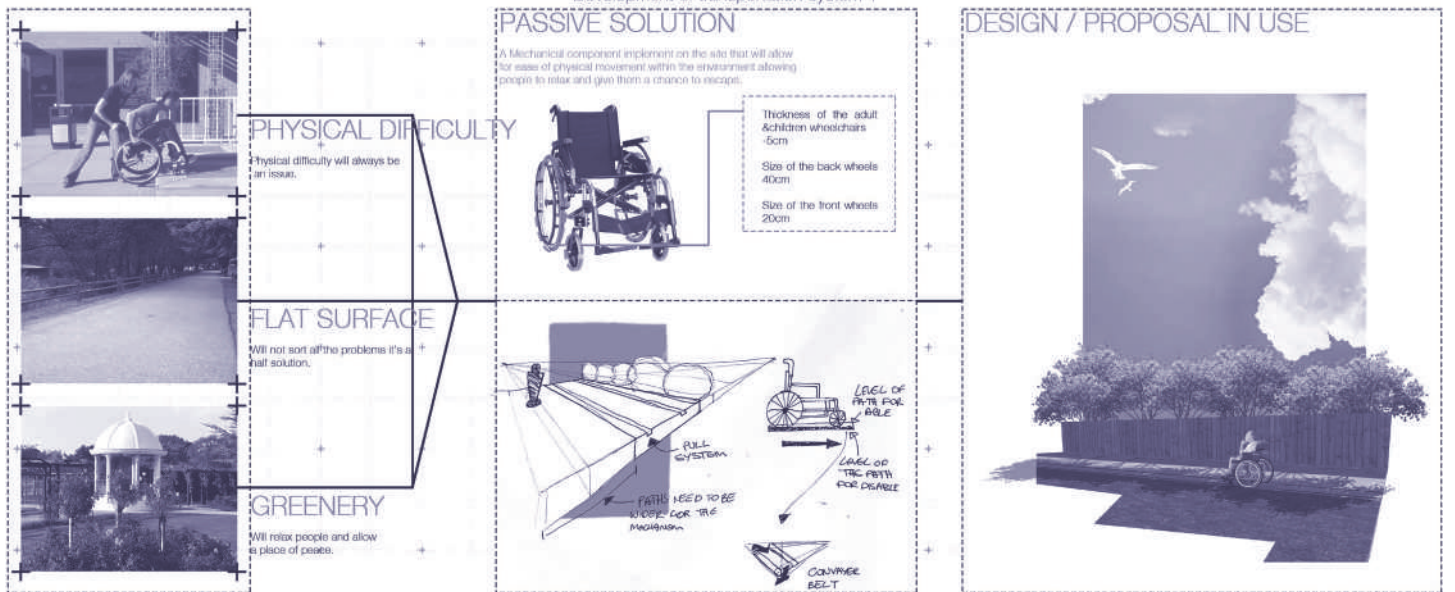 PHYSICAL DIFFICULTY
Physical difficulty will always be
an issue.
FLAT SURFACE
Will not sort all the problems it's a
half solution.
GREENERY
Will relax people and allow
a place of peace.
PASSIVE SOLUTION
A Mechanical component implement on the site that will allow
for ease of physical movement within the environment allowing
people to relax and give them a chance to escape.
Thickness of the adult
&children wheelchairs
-5cm
Size of the back wheels
40cm
Size of the front wheels
20cm
PULL
SYSTEM
PATHS NEED TO BE
WIDER FOR THE
MECHANISM
LEVEL OF
PATH FOR
ABLE
LEVEL OF
THE PATH
FOR DISABLE
CONVAYER
BELT
DESIGN / PROPOSAL IN USE